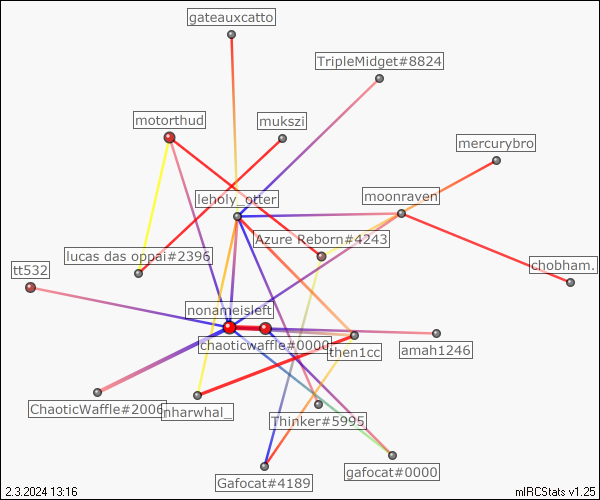 gateauxcatto
TripleMidget#8824
motorthud
mukszi
mercurybro
leholy_otter
moonraven
Azure Reborn#4243
lucas das oppai#2396
tt532
chobham.
nonameisleft
chaoticwaffle#0000
then1cc
amah1246
ChaoticWaffle#2006
nharwhal_
Thinker#5995
gafocat#0000
Gafocat#4189
2.3.2024 13:16
mIRCStats v1.25